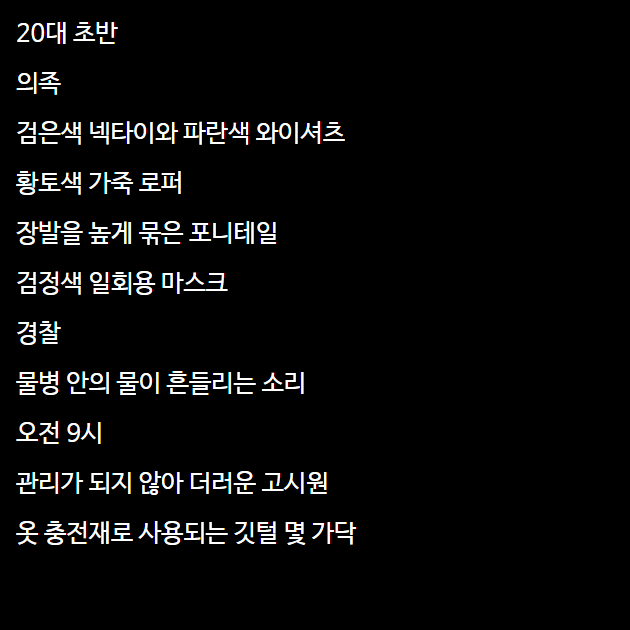 20대 초반
의족
검은색 넥타이와 파란색 와이셔츠
황토색 가죽 로퍼
장발을 높게 묶은 포니테일
검정색 일회용 마스크
경찰
물병 안의 물이 흔들리는 소리
오전 9시
관리가 되지 않아 더러운 고시원
옷 충전재로 사용되는 깃털 몇 가닥